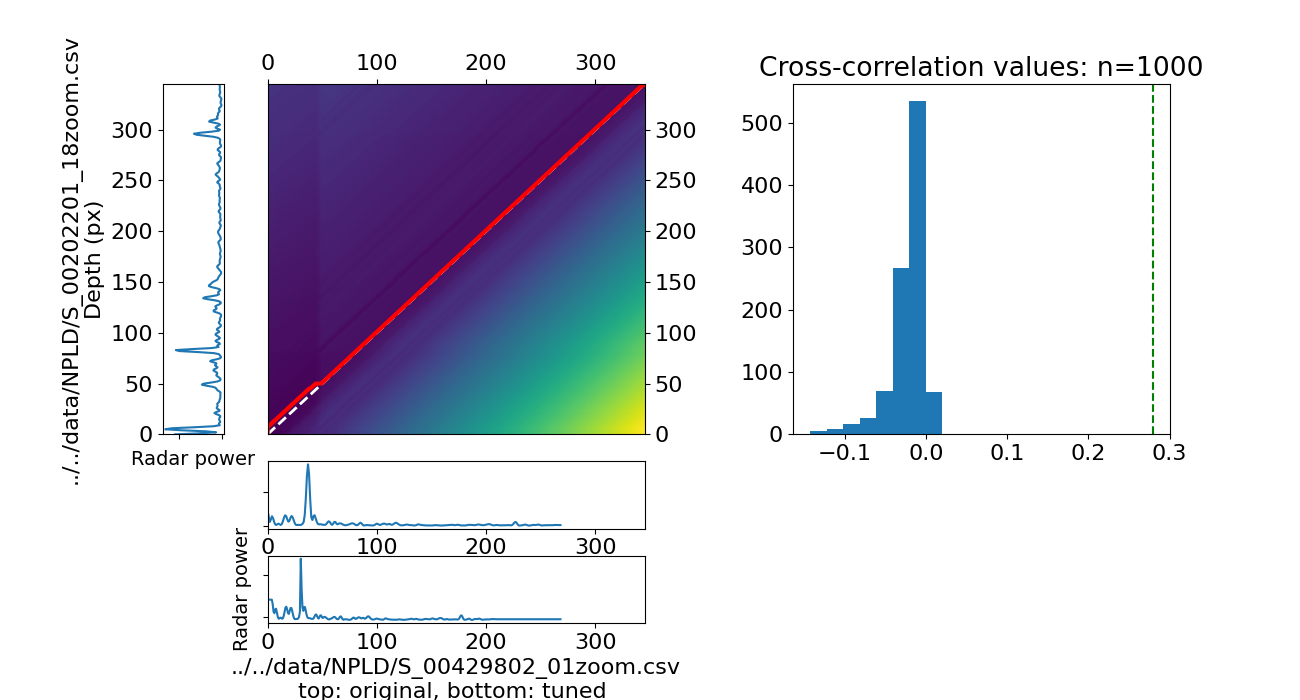 ../../data/NPLD/S_00202201_18zoom.csv
Depth (px)
0 100 200 300
300
250
200
150
100
50
0
300
250
200
150
100
50
0
Radar power
0 100 200 300
Radar power
0 100 200 300
../../data/NPLD/S_00429802_01zoom.csv
top: original, bottom: tuned
Cross-correlation values: n=1000
500
400
300
200
100
0
−0.1 0.0 0.1 0.2 0.3